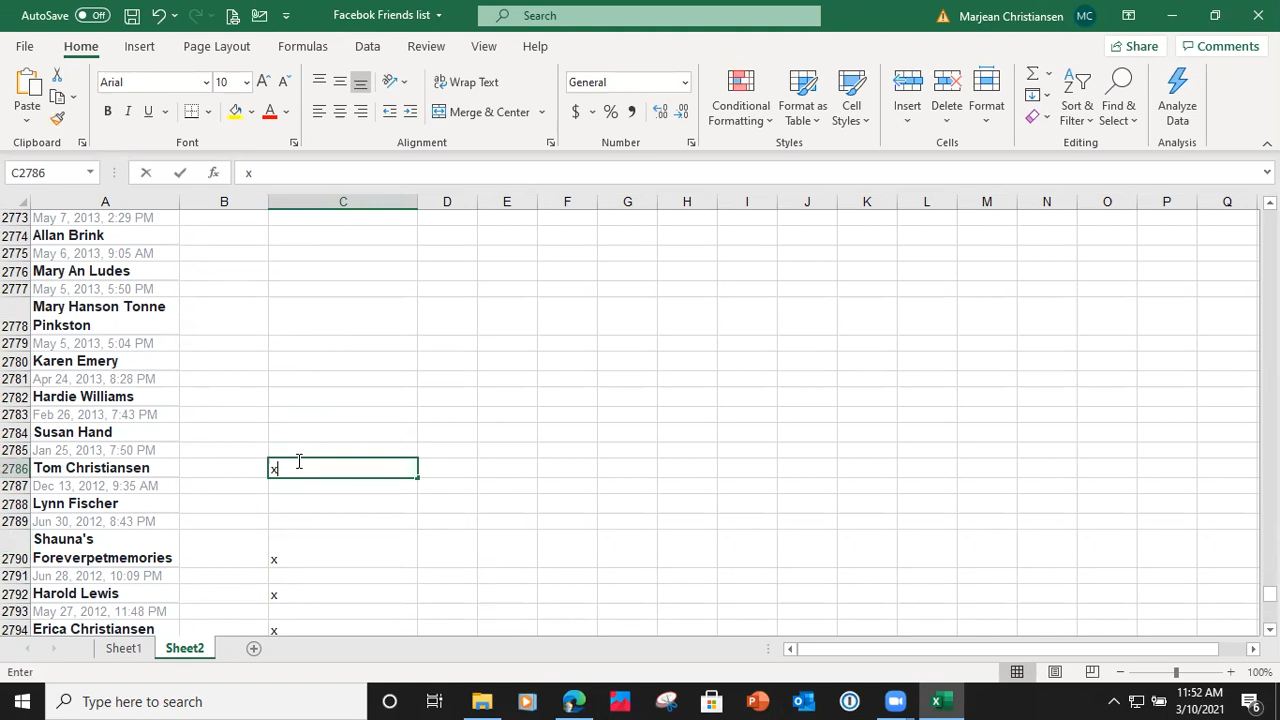 AutoSave Off Facebok Friends list Search Marjean Christiansen MC
File Home Insert Page Layout Formulas Data Review View Help Share Comments
Arial 10 Wrap Text General
Paste B I U Merge & Center $ % Conditional Formatting Format as Table Cell Styles Insert Delete Format Sort & Filter Find & Select Analyze Data
Clipboard Font Alignment Number Styles Cells Editing Analysis
C2786 fx x
A B C D E F G H I J K L M N O P Q
2773 May 7, 2013, 2:29 PM
2774 Allan Brink
2775 May 6, 2013, 9:05 AM
2776 Mary An Ludes
2777 May 5, 2013, 5:50 PM
Mary Hanson Tonne
2778 Pinkston
2779 May 5, 2013, 5:04 PM
2780 Karen Emery
2781 Apr 24, 2013, 8:28 PM
2782 Hardie Williams
2783 Feb 26, 2013, 7:43 PM
2784 Susan Hand
2785 Jan 25, 2013, 7:50 PM
2786 Tom Christiansen x
2787 Dec 13, 2012, 9:35 AM
2788 Lynn Fischer
2789 Jun 30, 2012, 8:43 PM
Shauna's
2790 Foreverpetmemories x
2791 Jun 28, 2012, 10:09 PM
2792 Harold Lewis x
2793 May 27, 2012, 11:48 PM
2794 Erica Christiansen x
Sheet1 Sheet2
Enter 100%
Type here to search 11:52 AM
3/10/2021 6